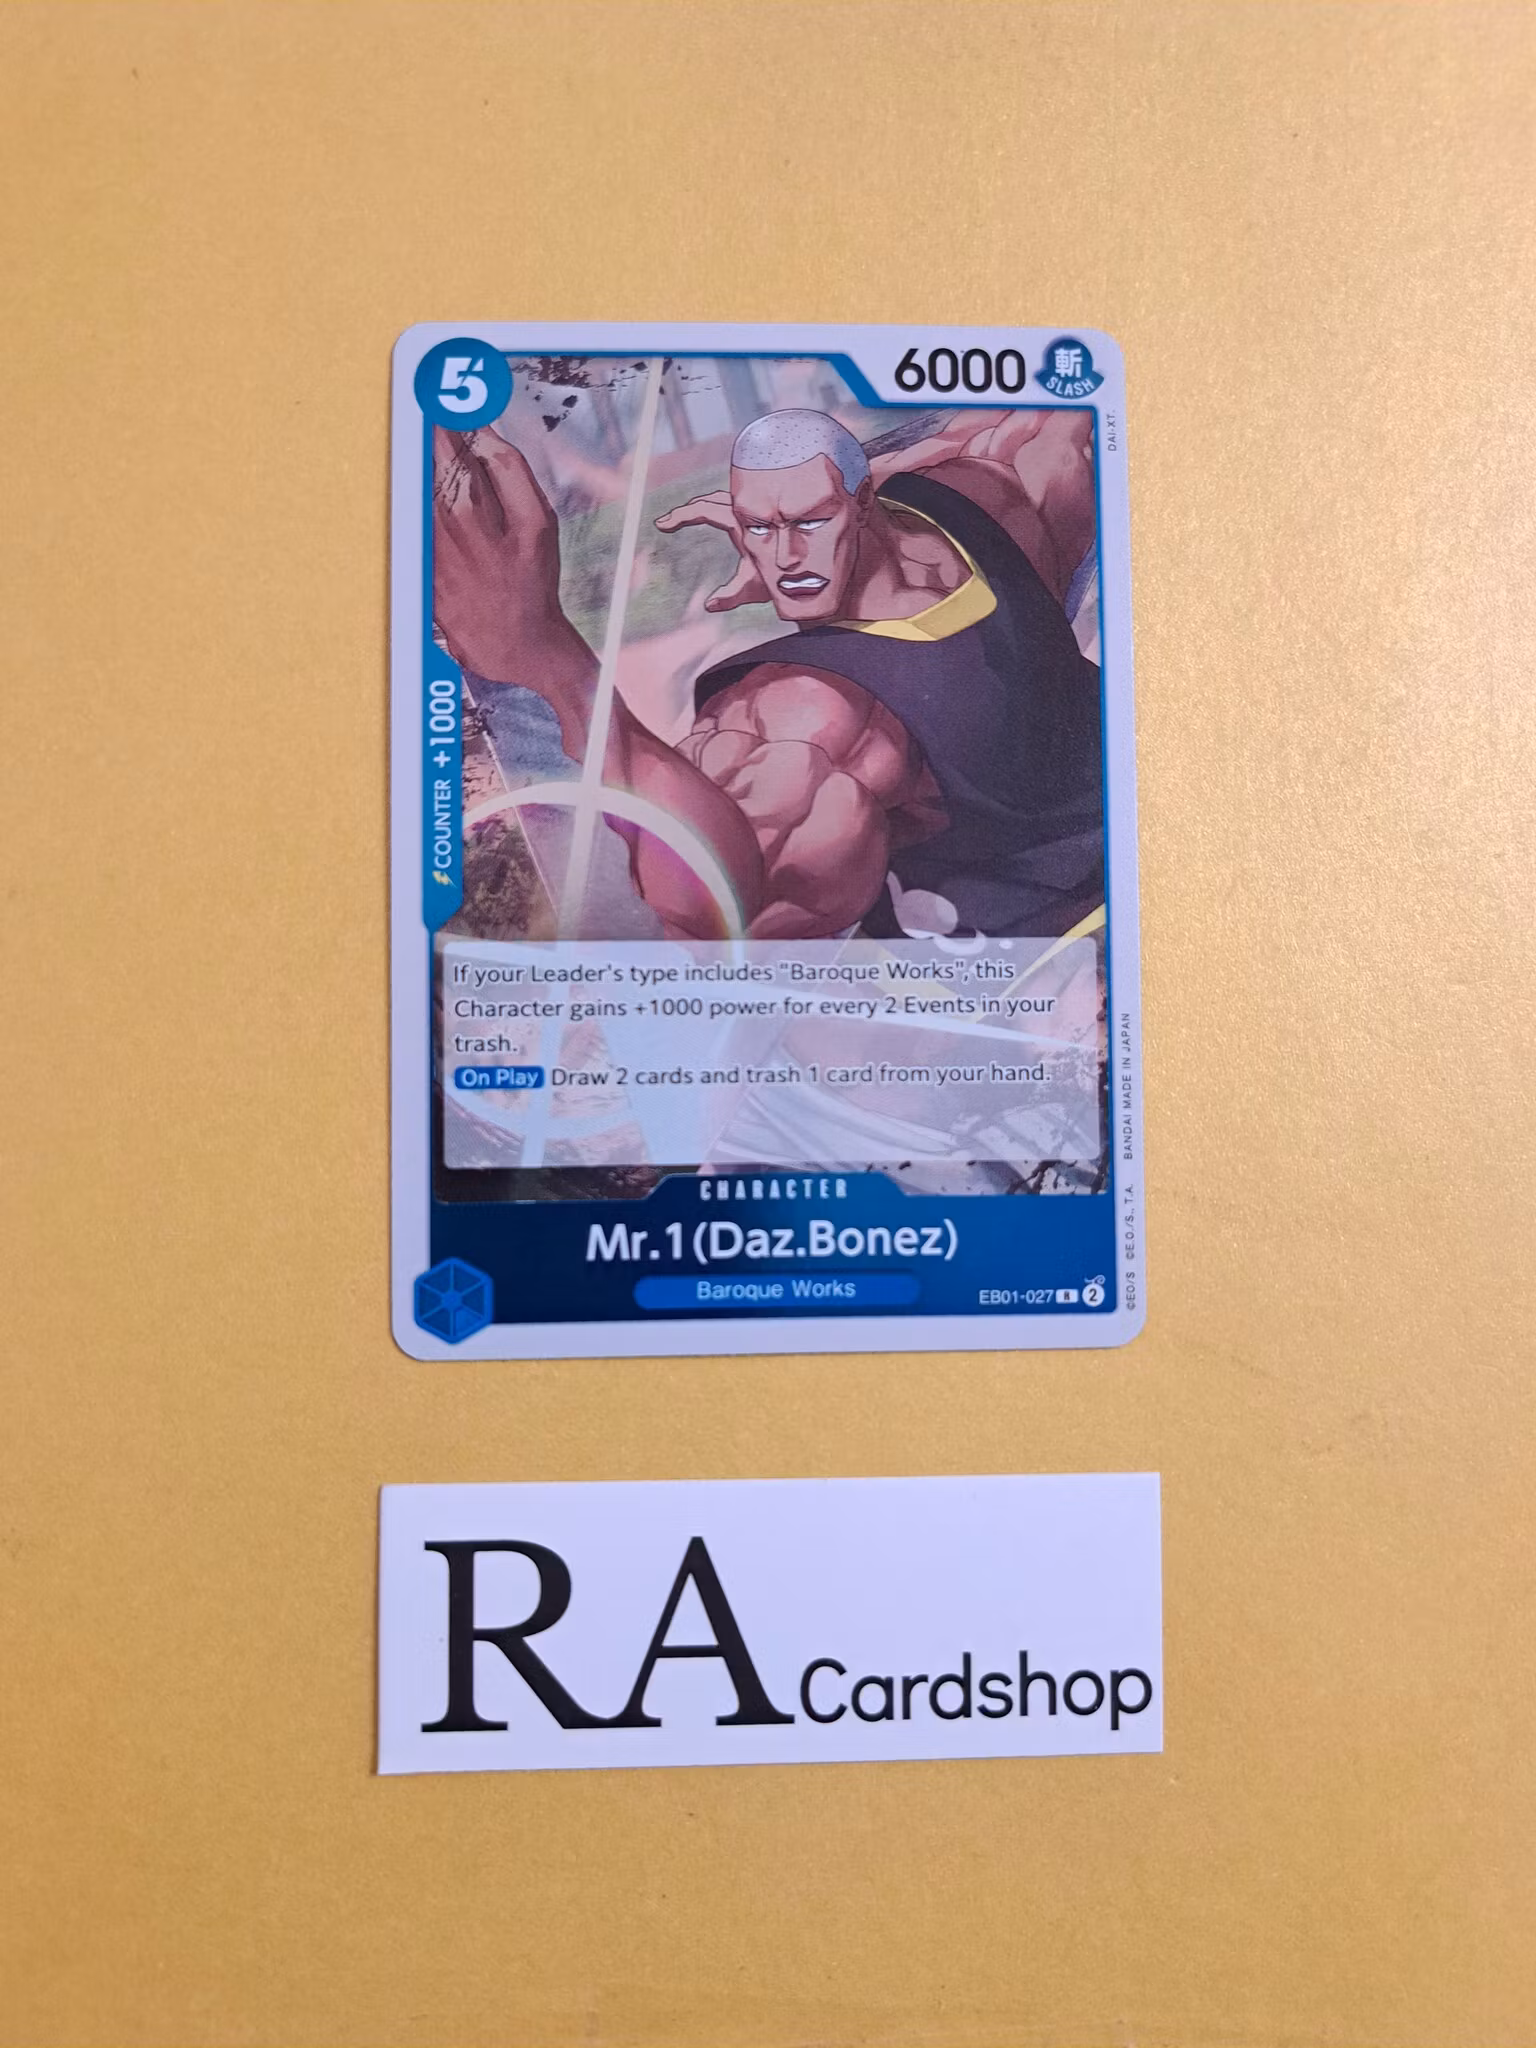 5
6000
斬
SLASH
DAI-XT.
COUNTER +1000
If your Leader's type includes "Baroque Works", this
Character gains +1000 power for every 2 Events in your
trash.
On Play Draw 2 cards and trash 1 card from your hand.
CHARACTER
Mr.1(Daz.Bonez)
Baroque Works
EB01-027 R 2
©EO/S ©E.O./S., T.A. BANDAI MADE IN JAPAN
RA Cardshop